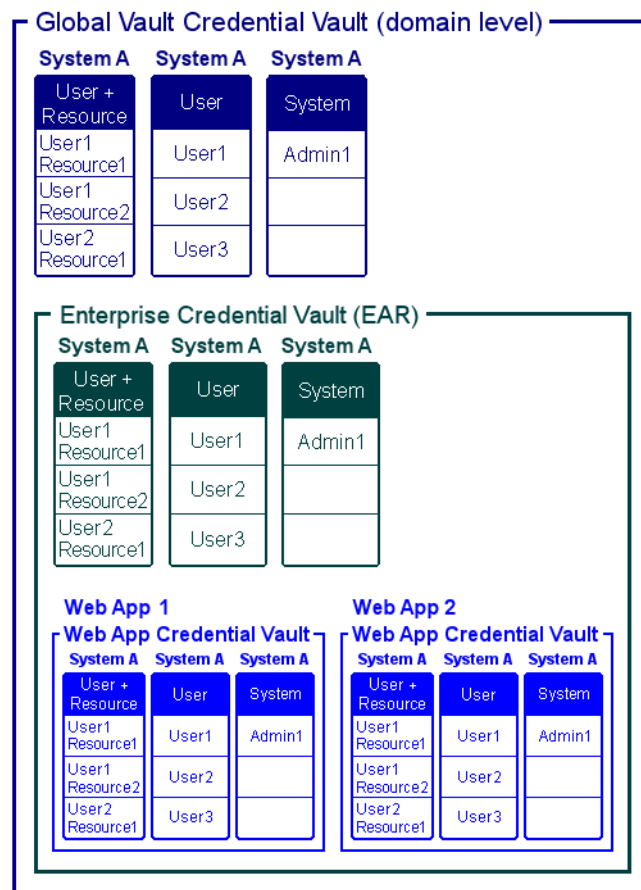 Global Vault Credential Vault (domain level)
System A System A System A
User +
Resource
User
System
User1
Resource1
User1
Admin1
User1
Resource2
User2
User2
Resource1
User3
Enterprise Credential Vault (EAR)
System A System A System A
User +
Resource
User
System
User1
Resource1
User1
Admin1
User1
Resource2
User2
User2
Resource1
User3
Web App 1
Web App Credential Vault
System A System A System A
User +
Resource
User
System
User1
Resource1
User1
Admin1
User1
Resource2
User2
User2
Resource1
User3
Web App 2
Web App Credential Vault
System A System A System A
User +
Resource
User
System
User1
Resource1
User1
Admin1
User1
Resource2
User2
User2
Resource1
User3